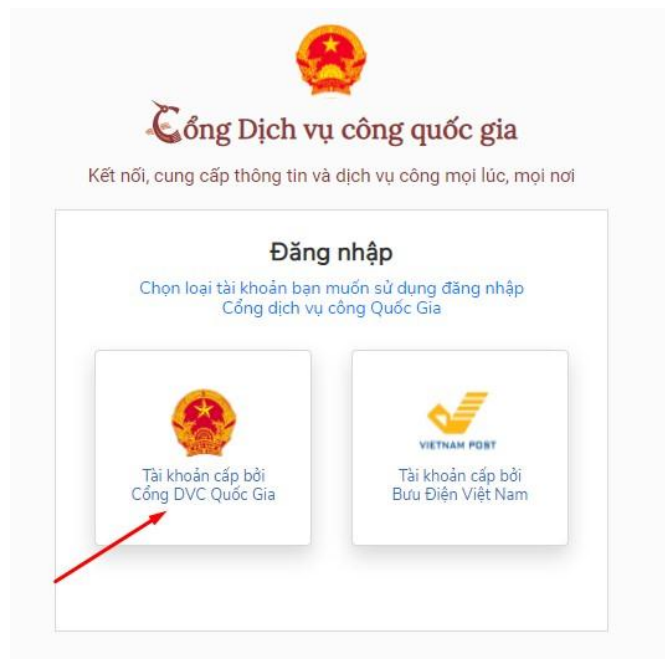 Cổng Dịch vụ công quốc gia
Kết nối, cung cấp thông tin và dịch vụ công mọi lúc, mọi nơi
Đăng nhập
Chọn loại tài khoản bạn muốn sử dụng đăng nhập
Cổng dịch vụ công Quốc Gia
Tài khoản cấp bởi
Cổng DVC Quốc Gia
VIETNAM POST
Tài khoản cấp bởi
Bưu Điện Việt Nam